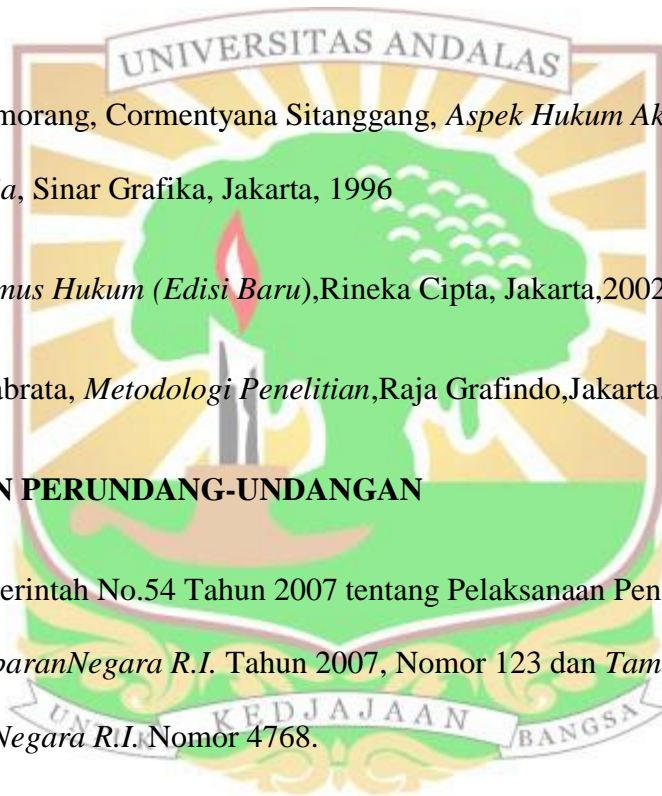 UNIVERSITAS ANDALAS
morang, Cormentyana Sitanggang, Aspek Hukum Ak
a, Sinar Grafika, Jakarta, 1996
mus Hukum (Edisi Baru),Rineka Cipta, Jakarta,2002
abrata, Metodologi Penelitian,Raja Grafindo,Jakarta.
N PERUNDANG-UNDANGAN
erintah No.54 Tahun 2007 tentang Pelaksanaan Pen
baranNegara R.I. Tahun 2007, Nomor 123 dan Tam
Negara R.I. Nomor 4768.
UNTUK KEDJAJAAN BANGSA